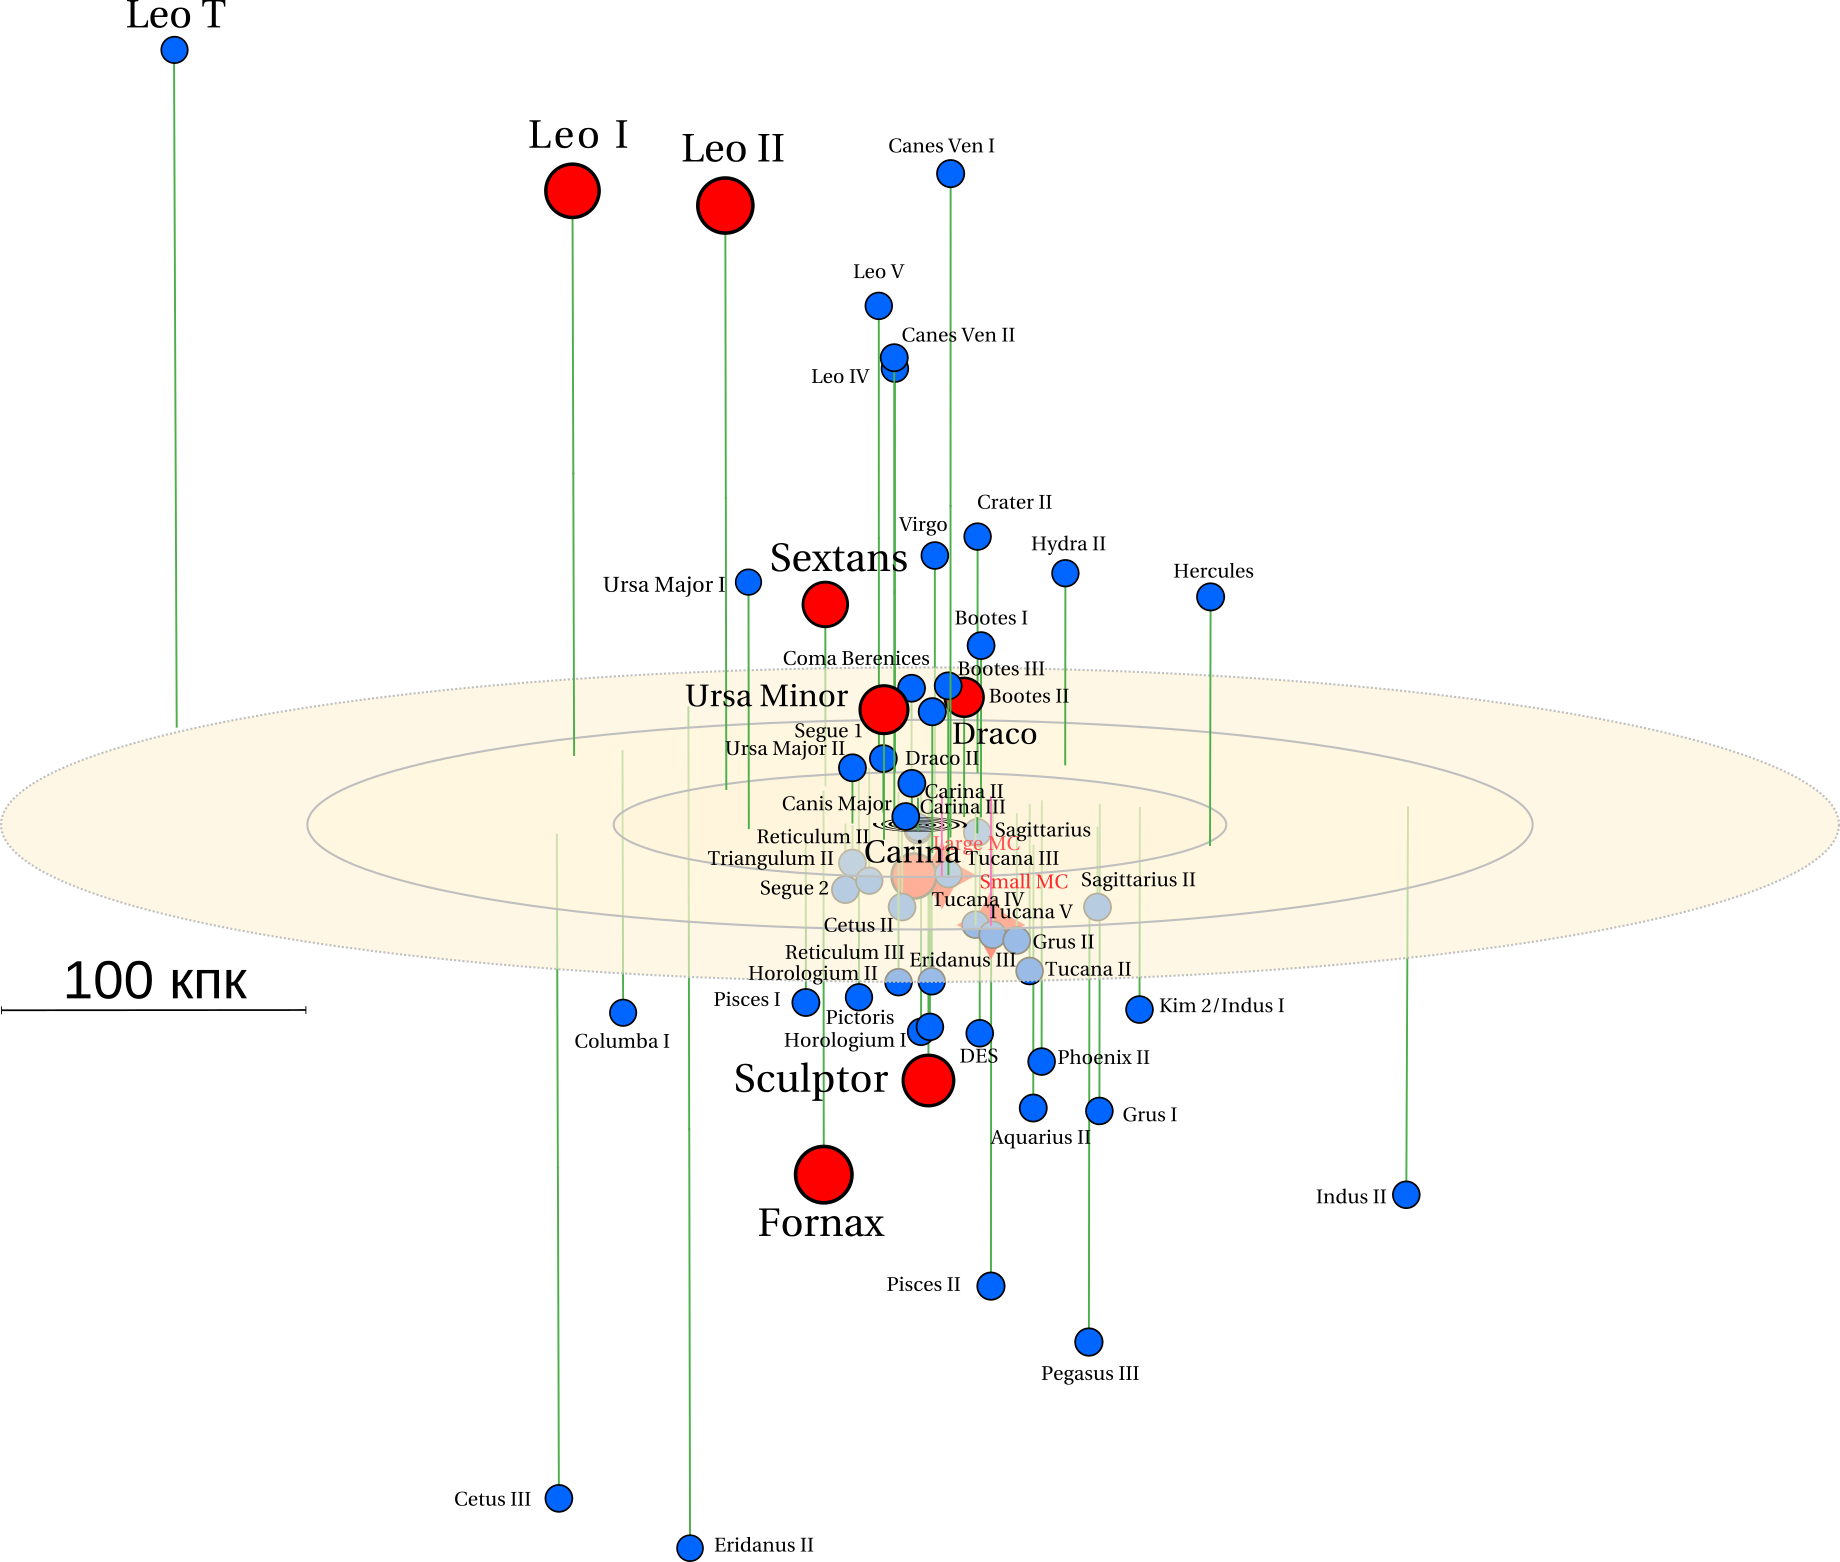 Leo T
Leo I
Leo II
Canes Ven I
Leo V
Canes Ven II
Leo IV
Crater II
Virgo
Hydra II
Sextans
Hercules
Ursa Major I
Bootes I
Coma Berenices
Bootes III
Ursa Minor
Bootes II
Segue 1
Draco
Ursa Major II
Draco II
Carina II
Canis Major
Carina III
Sagittarius
Reticulum II
Large MC
Carina
Triangulum II
Tucana III
Small MC
Sagittarius II
Segue 2
Tucana IV
Tucana V
Cetus II
Grus II
Reticulum III
Eridanus III
Horologium II
Tucana II
100 кпк
Pisces I
Kim 2/Indus I
Pictoris
Columba I
Horologium I
DES
Phoenix II
Sculptor
Grus I
Aquarius II
Indus II
Fornax
Pisces II
Pegasus III
Cetus III
Eridanus II